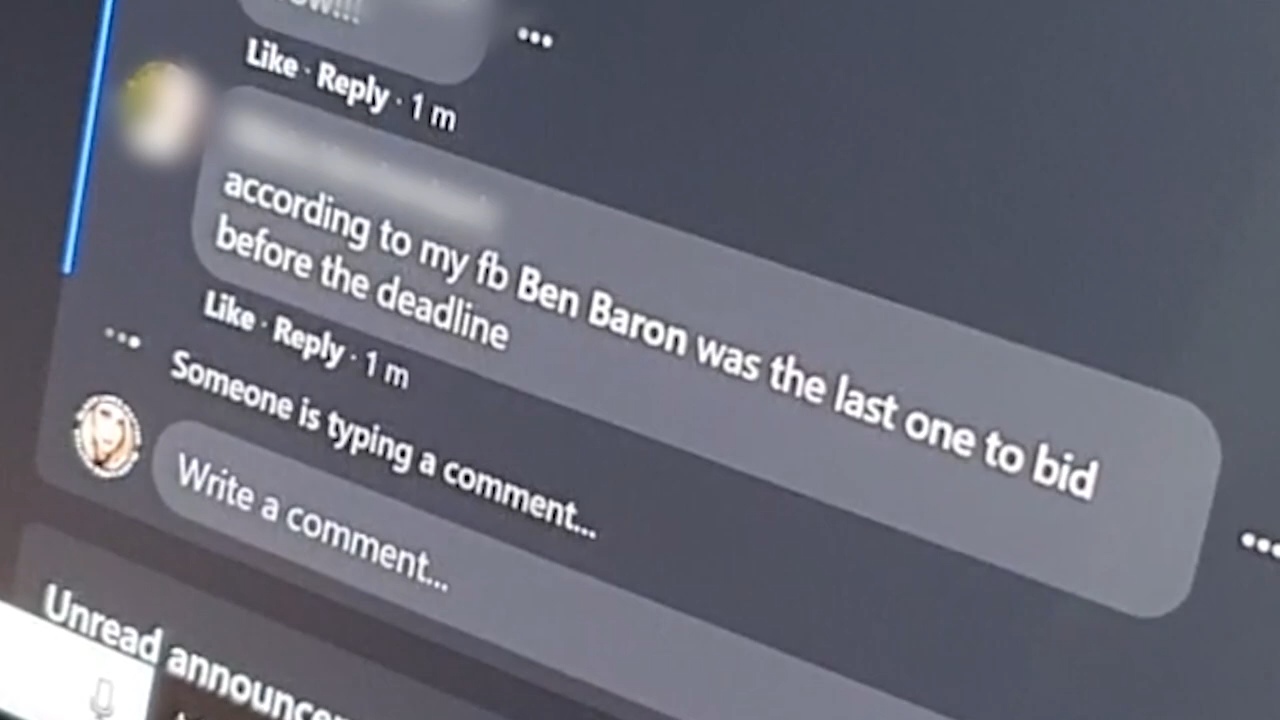 Like · Reply · 1 m
according to my fb Ben Baron was the last one to bid
before the deadline
Like · Reply · 1 m
Someone is typing a comment...
Write a comment...
Unread